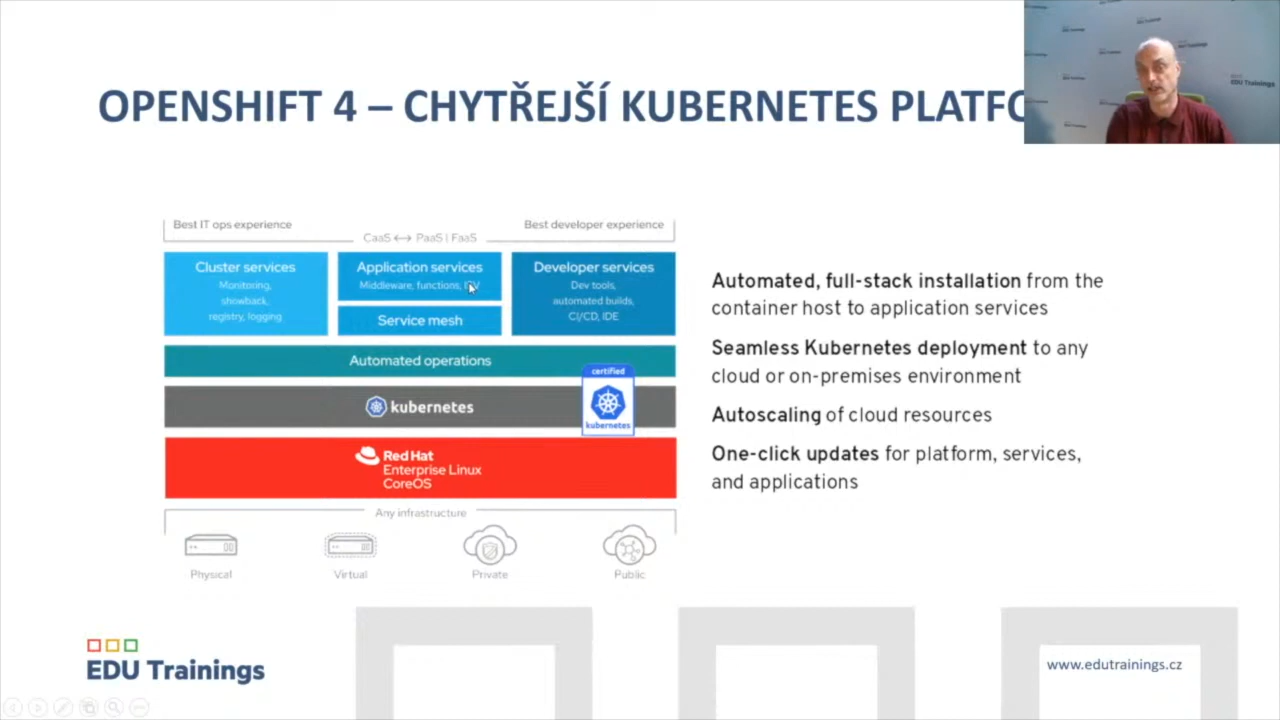 OPENSHIFT 4 – CHYTŘEJŠÍ KUBERNETES
EDU Trainings
Best IT ops experience
Best developer experience
CaaS ↔ PaaS | FaaS
Cluster services
Monitoring,
showback,
registry, logging
Application services
Middleware, functions,
Service mesh
Developer services
Dev tools,
automated builds,
CI/CD, IDE
Automated operations
kubernetes
certified
kubernetes
Red Hat
Enterprise Linux
CoreOS
Any infrastructure
Physical
Virtual
Private
Public
Automated, full-stack installation from the
container host to application services
Seamless Kubernetes deployment to any
cloud or on-premises environment
Autoscaling of cloud resources
One-click updates for platform, services,
and applications
EDU Trainings
www.edutrainings.cz